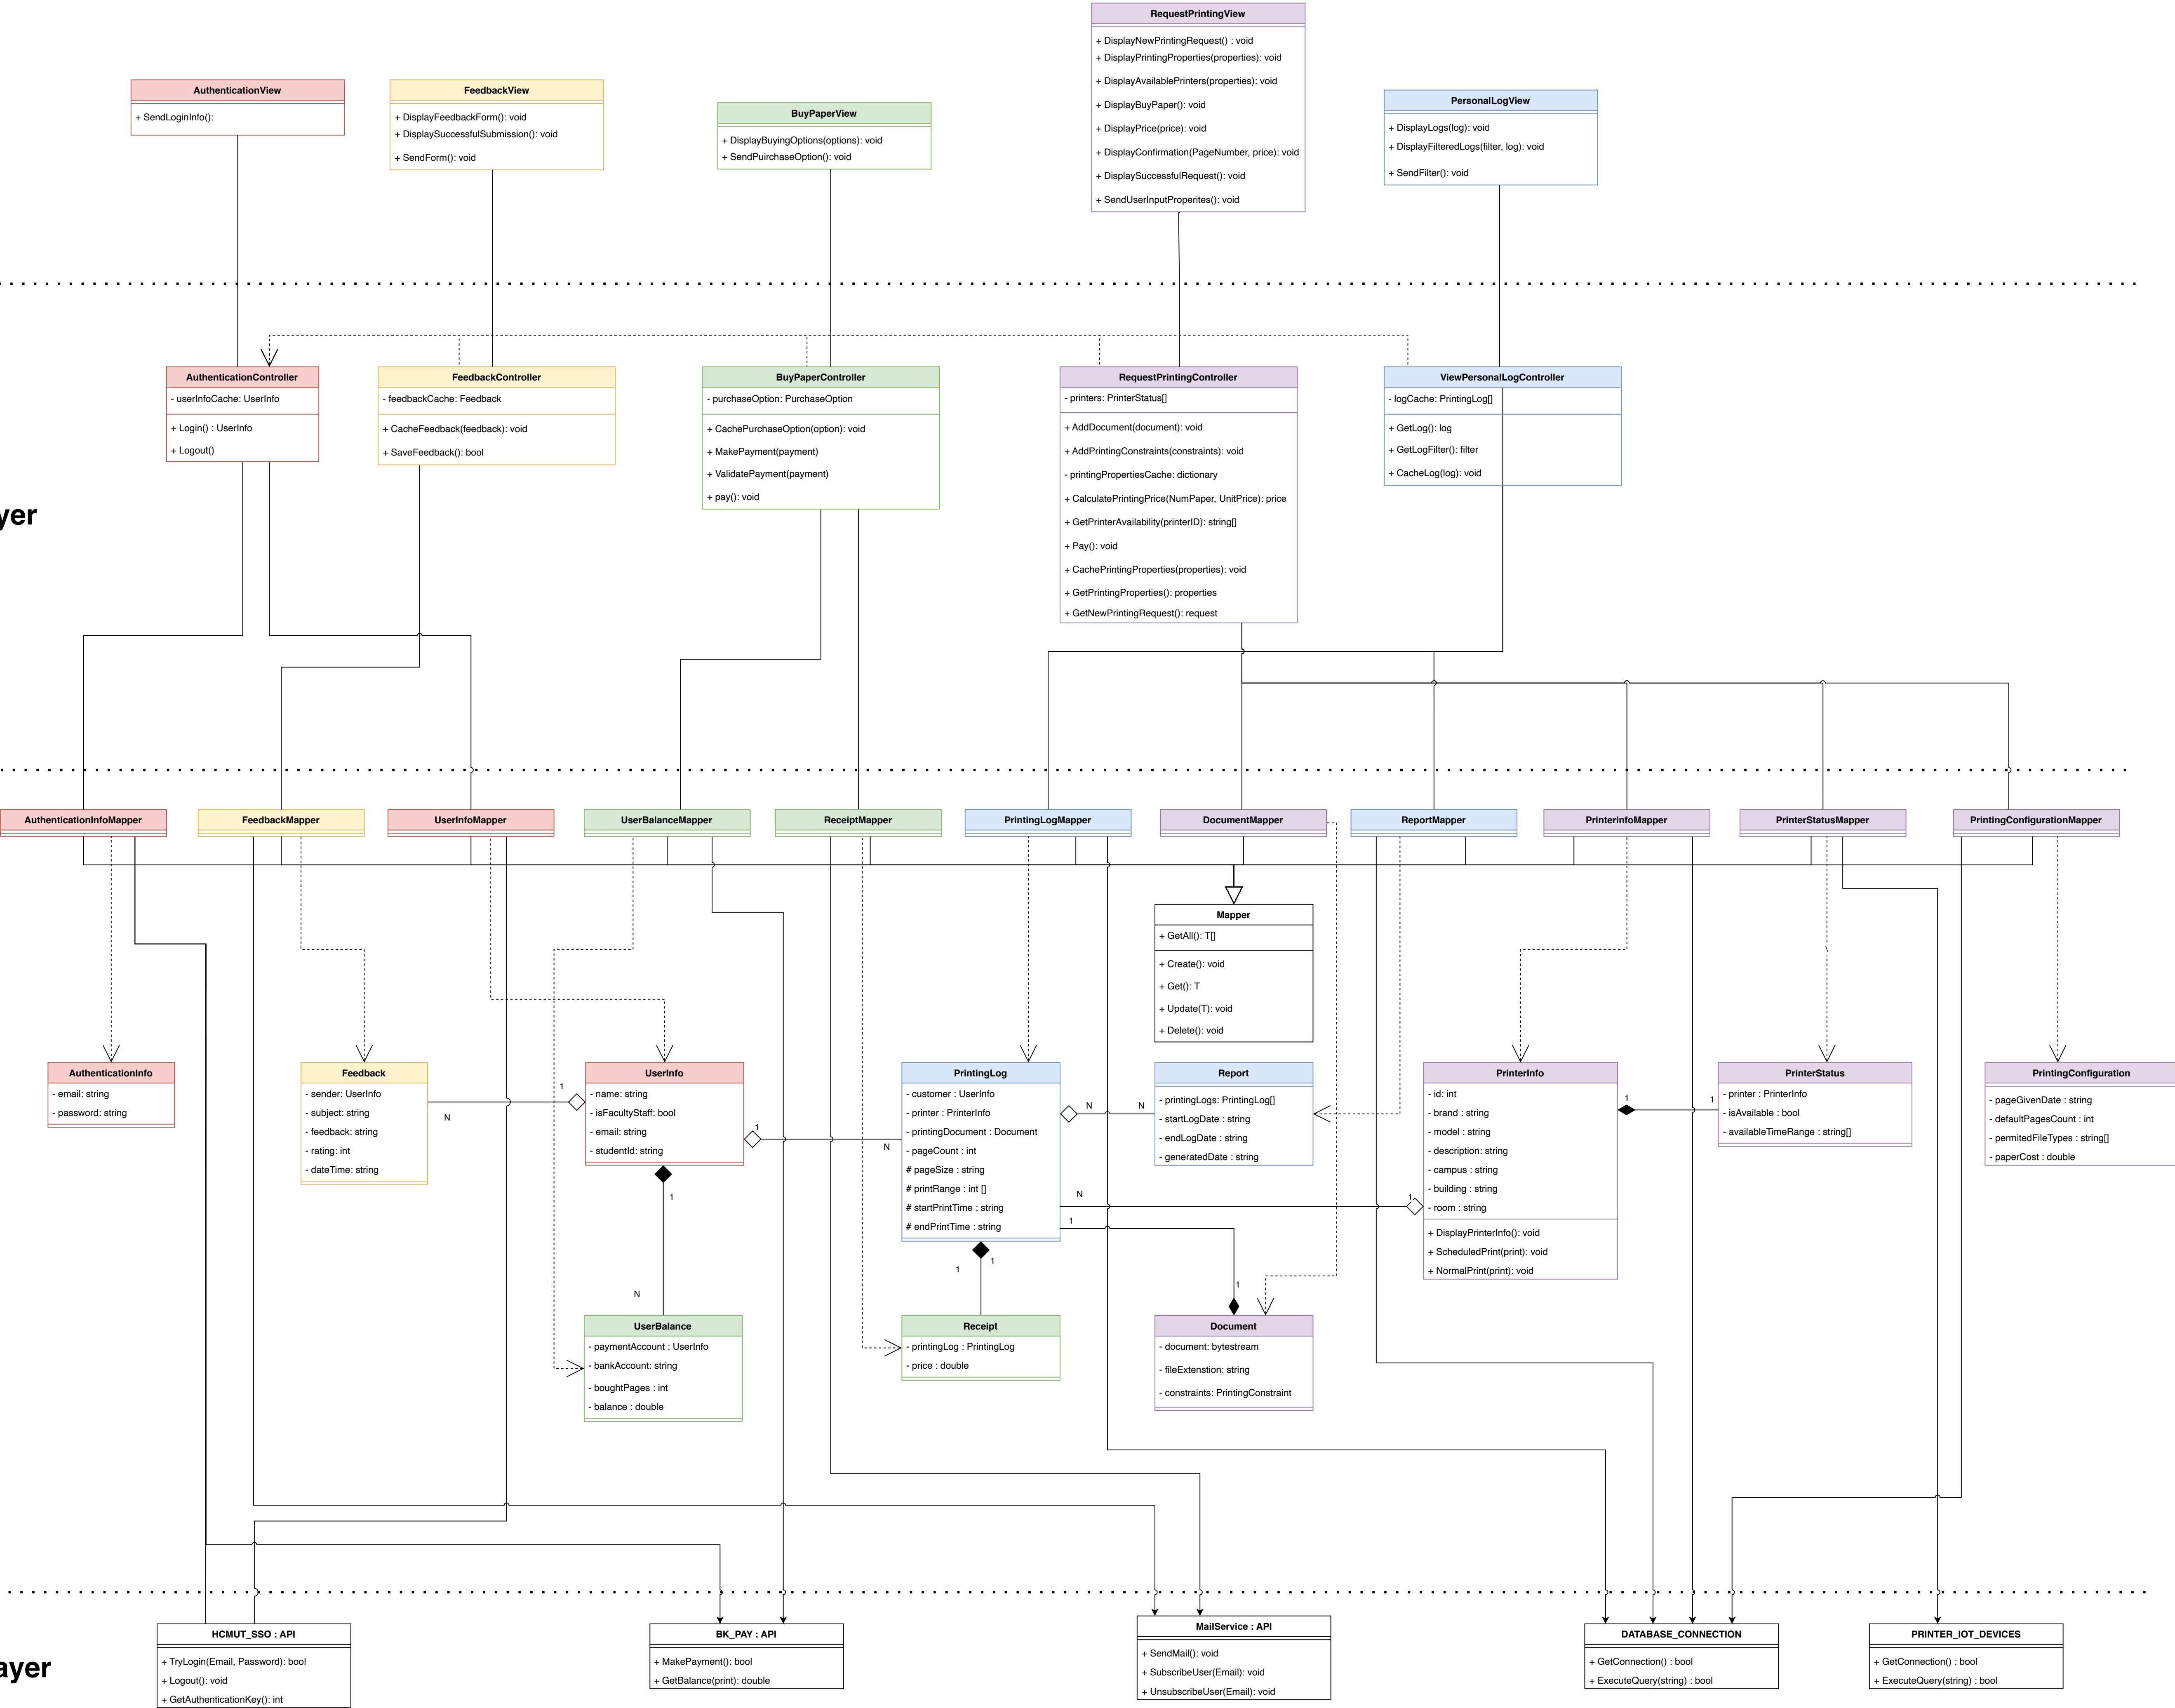 RequestPrintingView
+ DisplayNewPrintingRequest() : void
+ DisplayPrintingProperties(properties): void
+ DisplayAvailablePrinters(properties): void
+ DisplayBuyPaper(): void
+ DisplayPrice(price): void
+ DisplayConfirmation(PageNumber, price): void
+ DisplaySuccessfulRequest(): void
+ SendUserInputProperites(): void
AuthenticationView
+ SendLoginInfo():
FeedbackView
+ DisplayFeedbackForm(): void
+ DisplaySuccessfulSubmission(): void
+ SendForm(): void
BuyPaperView
+ DisplayBuyingOptions(options): void
+ SendPuirchaseOption(): void
PersonalLogView
+ DisplayLogs(log): void
+ DisplayFilteredLogs(filter, log): void
+ SendFilter(): void
AuthenticationController
- userInfoCache: UserInfo
+ Login() : UserInfo
+ Logout()
FeedbackController
- feedbackCache: Feedback
+ CacheFeedback(feedback): void
+ SaveFeedback(): bool
BuyPaperController
- purchaseOption: PurchaseOption
+ CachePurchaseOption(option): void
+ MakePayment(payment)
+ ValidatePayment(payment)
+ pay(): void
RequestPrintingController
- printers: PrinterStatus[]
+ AddDocument(document): void
+ AddPrintingConstraints(constraints): void
- printingPropertiesCache: dictionary
+ CalculatePrintingPrice(NumPaper, UnitPrice): price
+ GetPrinterAvailability(printerID): string[]
+ Pay(): void
+ CachePrintingProperties(properties): void
+ GetPrintingProperties(): properties
+ GetNewPrintingRequest(): request
ViewPersonalLogController
- logCache: PrintingLog[]
+ GetLog(): log
+ GetLogFilter(): filter
+ CacheLog(log): void
yer
AuthenticationInfoMapper
FeedbackMapper
UserInfoMapper
UserBalanceMapper
ReceiptMapper
PrintingLogMapper
DocumentMapper
ReportMapper
PrinterInfoMapper
PrinterStatusMapper
PrintingConfigurationMapper
Mapper
+ GetAll(): T[]
+ Create(): void
+ Get(): T
+ Update(T): void
+ Delete(): void
AuthenticationInfo
- email: string
- password: string
Feedback
- sender: UserInfo
- subject: string
- feedback: string
- rating: int
- dateTime: string
N
1
UserInfo
- name: string
- isFacultyStaff: bool
- email: string
- studentId: string
1
N
1
N
PrintingLog
- customer : UserInfo
- printer : PrinterInfo
- printingDocument : Document
- pageCount : int
# pageSize : string
# printRange : int []
# startPrintTime : string
# endPrintTime : string
N
N
N
1
1
1
1
1
Report
- printingLogs: PrintingLog[]
- startLogDate : string
- endLogDate : string
- generatedDate : string
PrinterInfo
- id: int
- brand : string
- model : string
- description: string
- campus : string
- building : string
- room : string
+ DisplayPrinterInfo(): void
+ ScheduledPrint(print): void
+ NormalPrint(print): void
1
1
PrinterStatus
- printer : PrinterInfo
- isAvailable : bool
- availableTimeRange : string[]
PrintingConfiguration
- pageGivenDate : string
- defaultPagesCount : int
- permitedFileTypes : string[]
- paperCost : double
UserBalance
- paymentAccount : UserInfo
- bankAccount: string
- boughtPages : int
- balance : double
Receipt
- printingLog : PrintingLog
- price : double
Document
- document: bytestream
- fileExtenstion: string
- constraints: PrintingConstraint
ayer
HCMUT_SSO : API
+ TryLogin(Email, Password): bool
+ Logout(): void
+ GetAuthenticationKey(): int
BK_PAY : API
+ MakePayment(): bool
+ GetBalance(print): double
MailService : API
+ SendMail(): void
+ SubscribeUser(Email): void
+ UnsubscribeUser(Email): void
DATABASE_CONNECTION
+ GetConnection() : bool
+ ExecuteQuery(string) : bool
PRINTER_IOT_DEVICES
+ GetConnection() : bool
+ ExecuteQuery(string) : bool